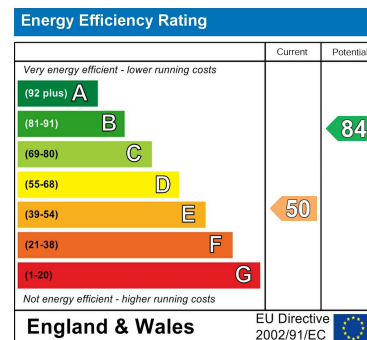 Energy Efficiency Rating
Current Potential
Very energy efficient - lower running costs
(92 plus) A
(81-91) B
84
(69-80) C
(55-68) D
(39-54) E
50
(21-38) F
(1-20) G
Not energy efficient - higher running costs
England & Wales
EU Directive
2002/91/EC